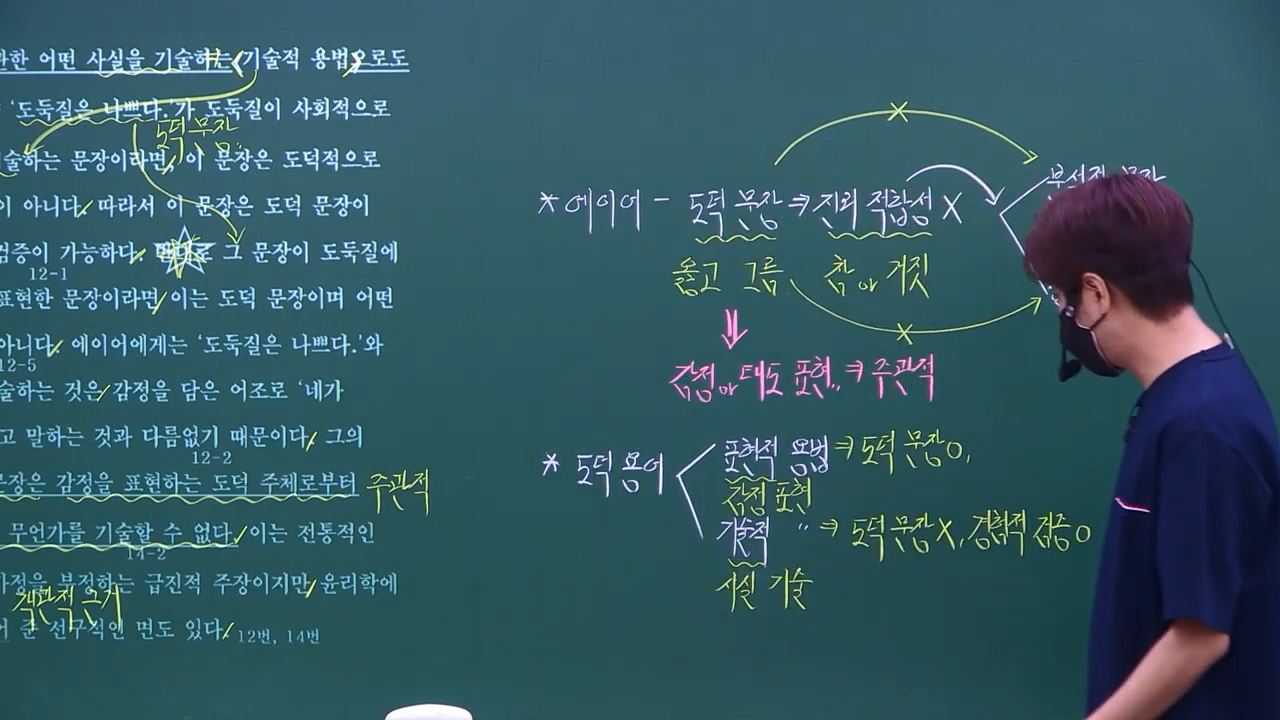 관한 어떤 사실을 기술하는 기술적 용법으로도
'도둑질은 나쁘다.'가 도둑질이 사회적으로
도덕 문장
술하는 문장이라면, 이 문장은 도덕적으로
이 아니다. 따라서 이 문장은 도덕 문장이
검증이 가능하다. 반대로 그 문장이 도둑질에
12-1
표현한 문장이라면 이는 도덕 문장이며 어떤
아니다. 에이어에게는 '도둑질은 나쁘다.'와
12-5
술하는 것은 감정을 담은 어조로 '네가
고 말하는 것과 다름없기 때문이다. 그의
12-2
문장은 감정을 표현하는 도덕 주체로부터 주관적
무언가를 기술할 수 없다. 이는 전통적인
14-2
가정을 부정하는 급진적 주장이지만 윤리학에
객관적 근거
어 준 선구적인 면도 있다. 12번, 14번
* 에이어 - 도덕 문장 ⇒ 진위 적합성 X
옳고 그름 참 or 거짓
감정 or 태도 표현 ⇒ 주관적
* 도덕 용어
표현적 용법 ⇒ 도덕 문장 O,
감정 표현
기술적 〃 ⇒ 도덕 문장 X, 경험적 검증 O
사실 기술